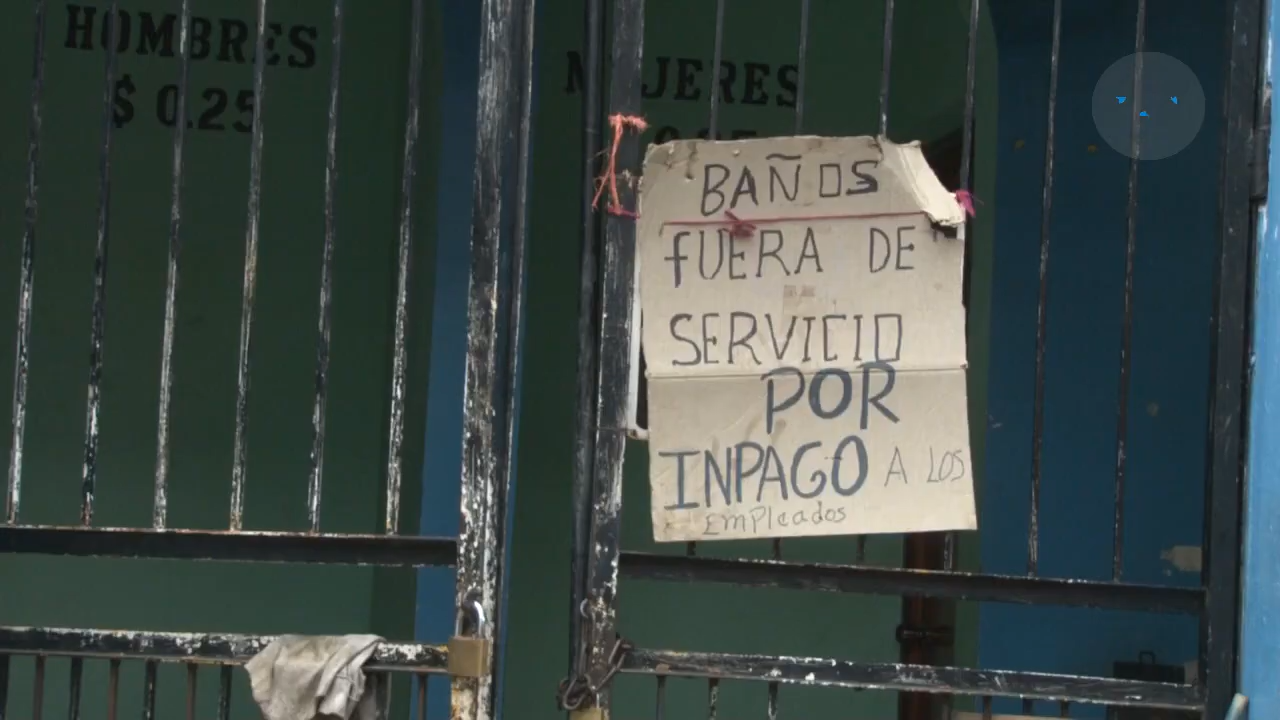 HOMBRES
$ 0.25
MUJERES
BAÑOS
FUERA DE
SERVICIO
POR
INPAGO A LOS
EMPleados